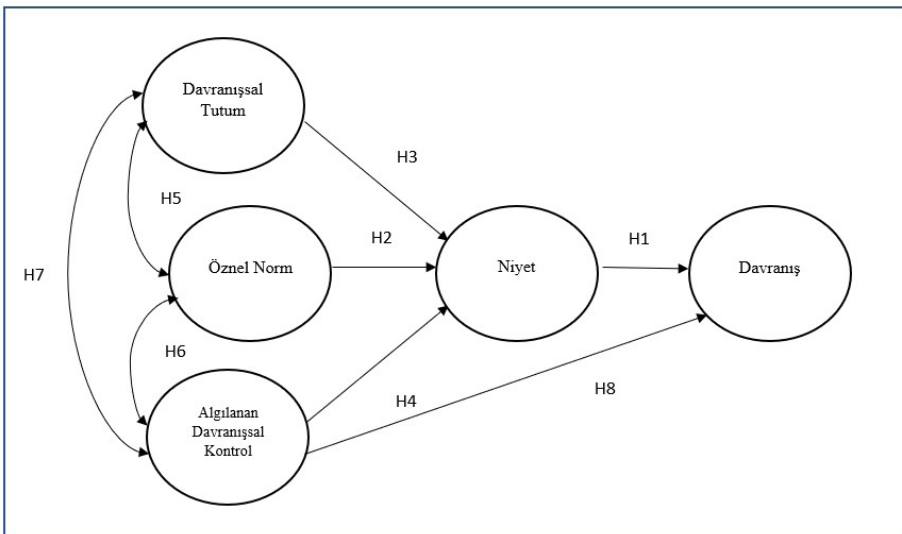 Davranışsal
Tutum
H3
H5
H2
H1
Öznel Norm
Niyet
Davranış
H7
H6
H4
H8
Algılanan
Davranışsal
Kontrol